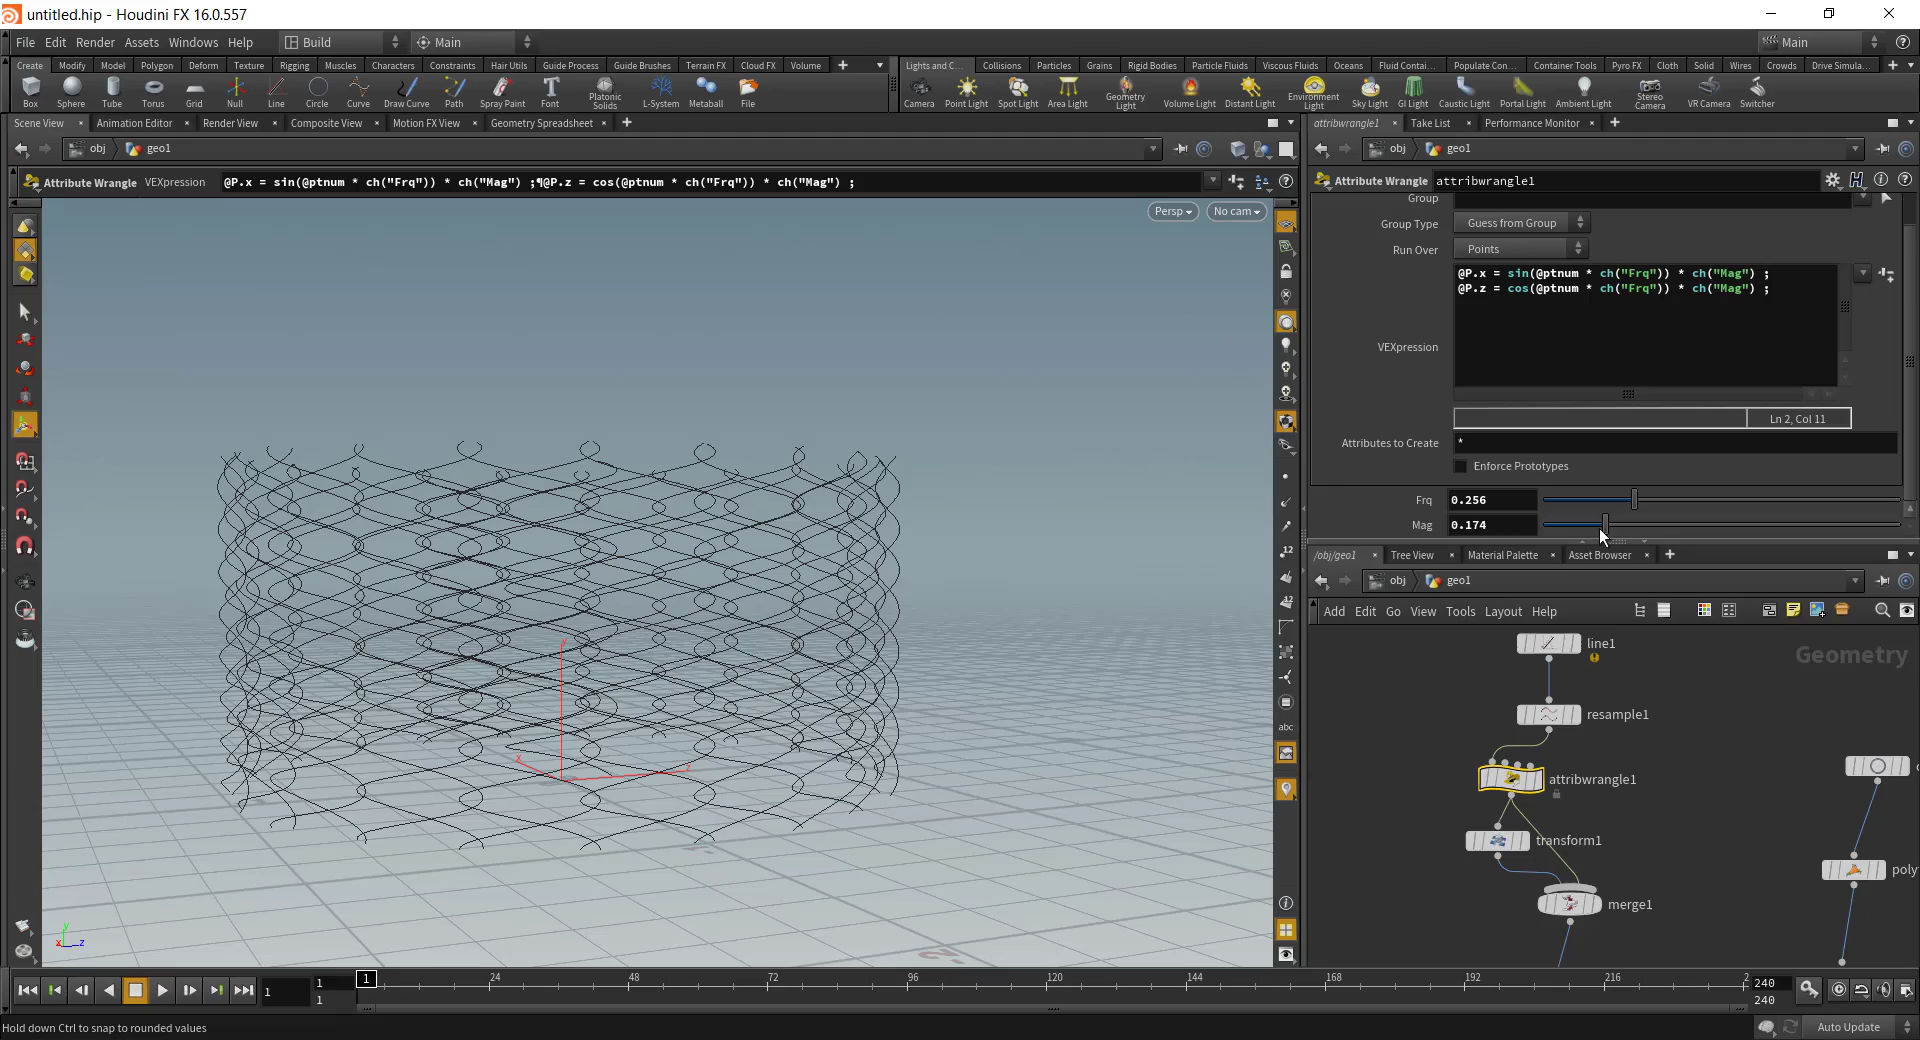 untitled.hip - Houdini FX 16.0.557
File Edit Render Assets Windows Help Build Main Main
Create Modify Model Polygon Deform Texture Rigging Muscles Characters Constraints Hair Utils Guide Process Guide Brushes Terrain FX Cloud FX Volume
Lights and C... Collisions Particles Grains Rigid Bodies Particle Fluids Viscous Fluids Oceans Fluid Contai... Populate Con... Container Tools Pyro FX Cloth Solid Wires Crowds Drive Simula...
Box Sphere Tube Torus Grid Null Line Circle Curve Draw Curve Path Spray Paint Font Platonic Solids L-System Metaball File
Camera Point Light Spot Light Area Light Geometry Light Volume Light Distant Light Environment Light Sky Light GI Light Caustic Light Portal Light Ambient Light Stereo Camera VR Camera Switcher
Scene View Animation Editor Render View Composite View Motion FX View Geometry Spreadsheet
attribwrangle1 Take List Performance Monitor
obj geo1
obj geo1
Attribute Wrangle VEXpression @P.x = sin(@ptnum * ch("Frq")) * ch("Mag") ;¶@P.z = cos(@ptnum * ch("Frq")) * ch("Mag") ;
Attribute Wrangle attribwrangle1
Persp No cam
Group
Group Type Guess from Group
Run Over Points
VEXpression
@P.x = sin(@ptnum * ch("Frq")) * ch("Mag") ;
@P.z = cos(@ptnum * ch("Frq")) * ch("Mag") ;
Ln 2, Col 11
Attributes to Create *
Enforce Prototypes
Frq 0.256
Mag 0.174
/obj/geo1 Tree View Material Palette Asset Browser
obj geo1
Add Edit Go View Tools Layout Help
Geometry
line1
resample1
attribwrangle1
transform1
merge1
poly
12
12
abc
x
z
y
x z
1 1 1 1 24 48 72 96 120 144 168 192 216 2 240
240
Hold down Ctrl to snap to rounded values
Auto Update